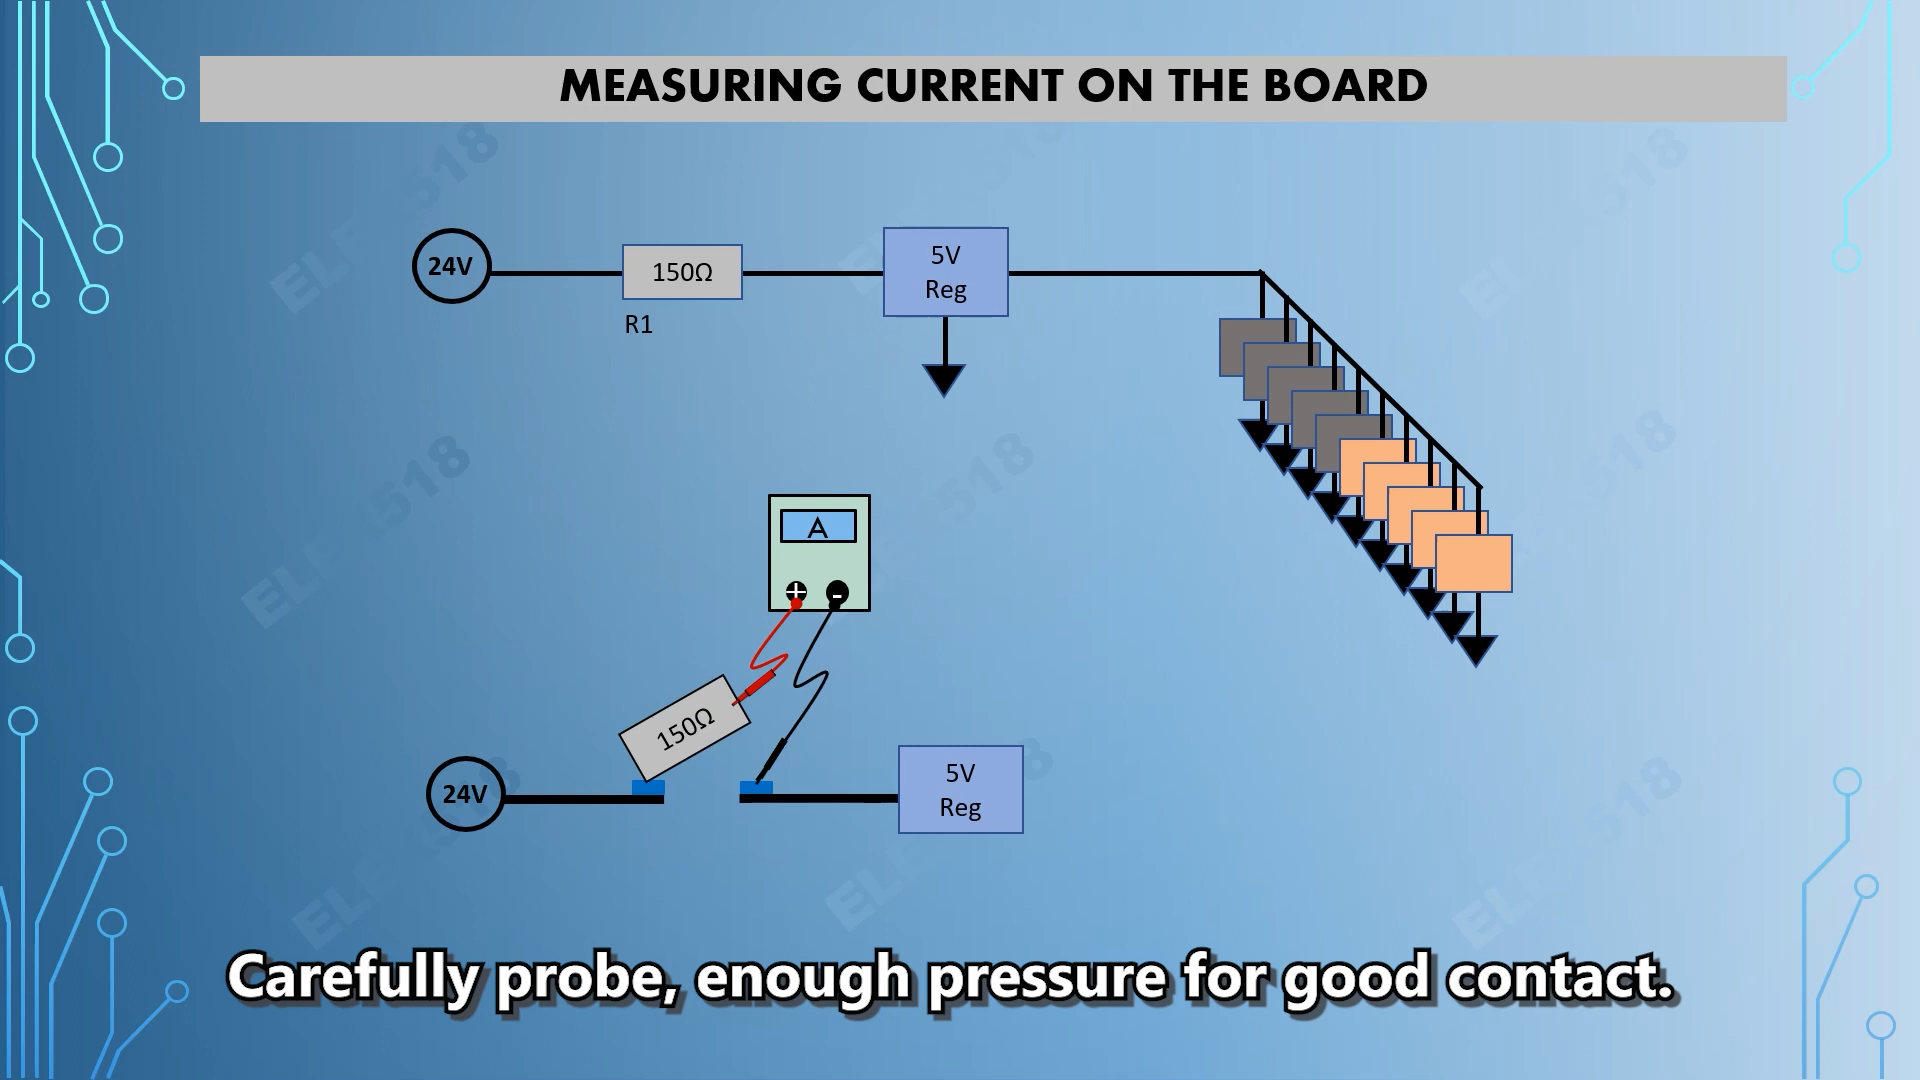 MEASURING CURRENT ON THE BOARD
24V
150Ω
R1
5V
Reg
A
+
-
150Ω
24V
5V
Reg
Carefully probe, enough pressure for good contact.